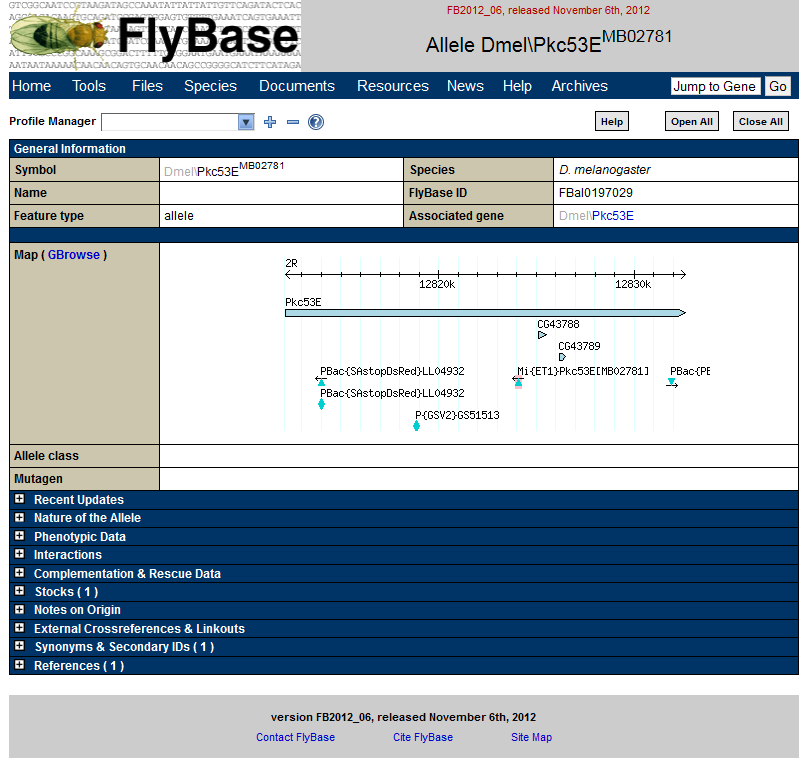 FB2012_06, released November 6th, 2012
FlyBase
Allele Dmel\Pkc53EMB02781
Home Tools Files Species Documents Resources News Help Archives Jump to Gene Go
Profile Manager Help Open All Close All
General Information
Symbol Dmel\Pkc53EMB02781 Species D. melanogaster
Name FlyBase ID FBal0197029
Feature type allele Associated gene Dmel\Pkc53E
Map ( GBrowse )
2R
12820k 12830k
Pkc53E
CG43788
CG43789
PBac{SAstopDsRed}LL04932 Mi{ET1}Pkc53E[MB02781] PBac{PE
PBac{SAstopDsRed}LL04932
P{GSV2}GS51513
Allele class
Mutagen
Recent Updates
Nature of the Allele
Phenotypic Data
Interactions
Complementation & Rescue Data
Stocks ( 1 )
Notes on Origin
External Crossreferences & Linkouts
Synonyms & Secondary IDs ( 1 )
References ( 1 )
version FB2012_06, released November 6th, 2012
Contact FlyBase Cite FlyBase Site Map